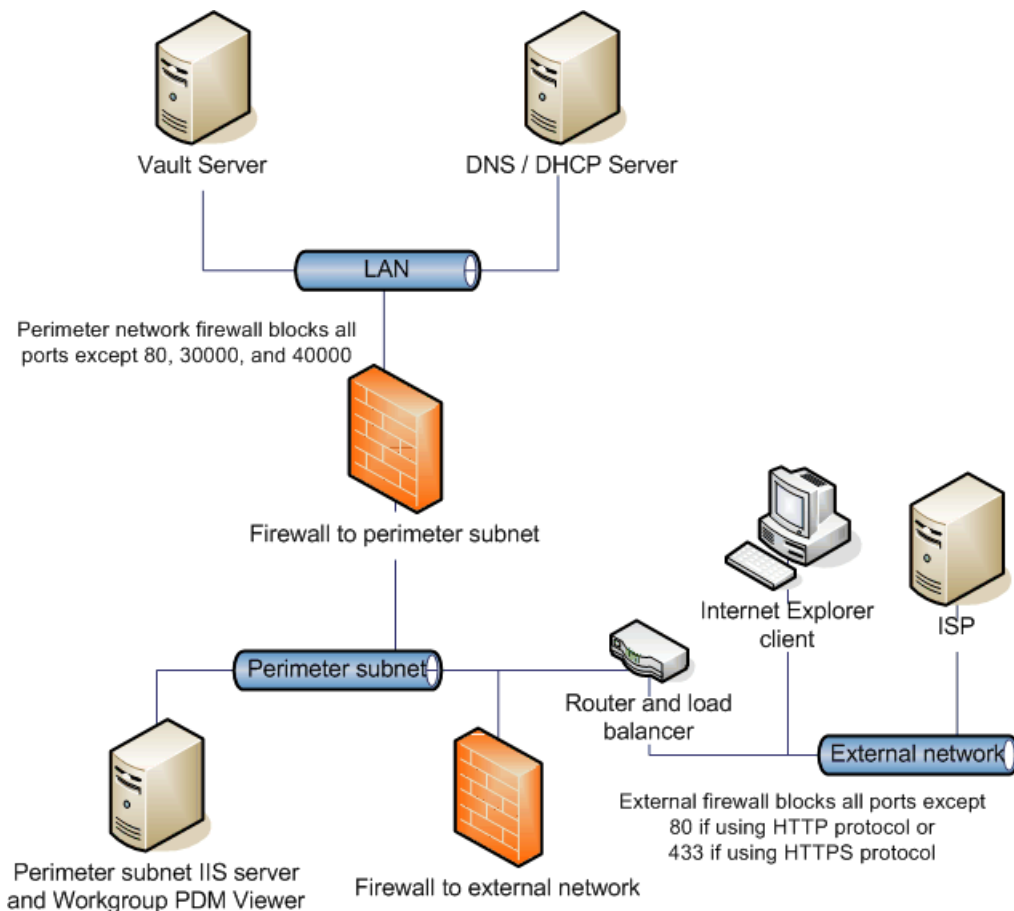 Vault Server
DNS / DHCP Server
LAN
Perimeter network firewall blocks all
ports except 80, 30000, and 40000
Firewall to perimeter subnet
Internet Explorer
client
ISP
Perimeter subnet
Router and load
balancer
External network
External firewall blocks all ports except
80 if using HTTP protocol or
433 if using HTTPS protocol
Perimeter subnet IIS server
and Workgroup PDM Viewer
Firewall to external network